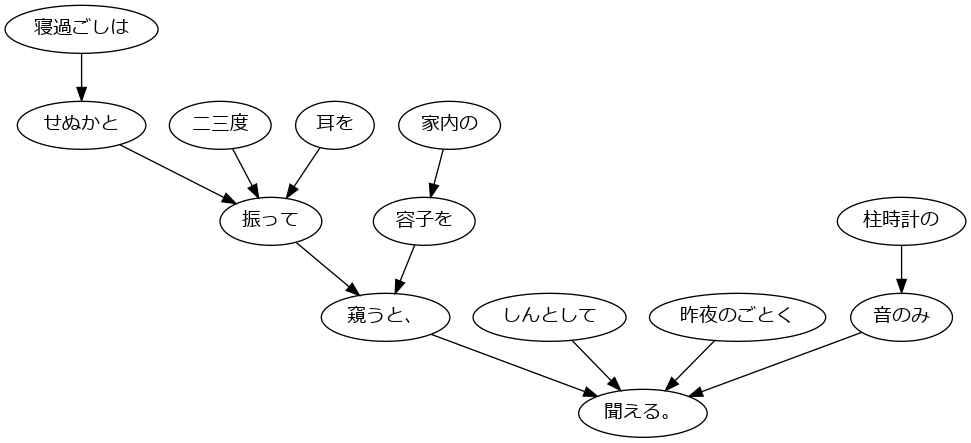 寝過ごしは
せぬかと
二三度
耳を
家内の
振って
容子を
柱時計の
窺うと、
しんとして
昨夜のごとく
音のみ
聞える。